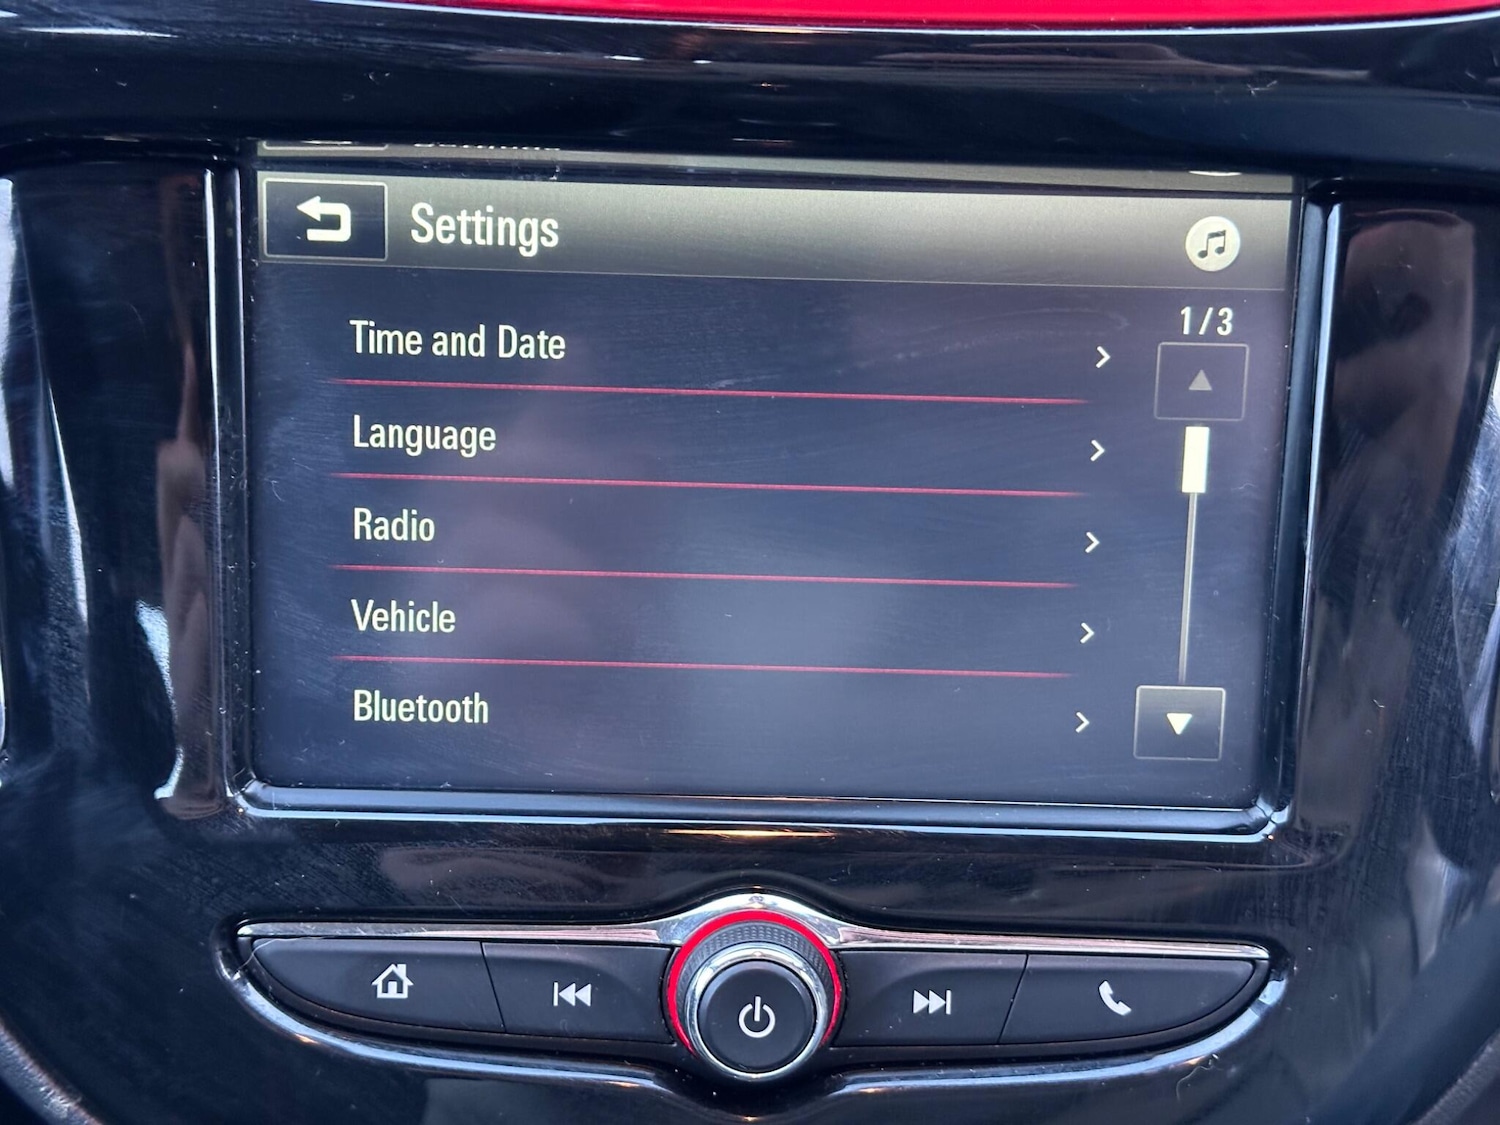 Settings
1/3
Time and Date
Language
Radio
Vehicle
Bluetooth